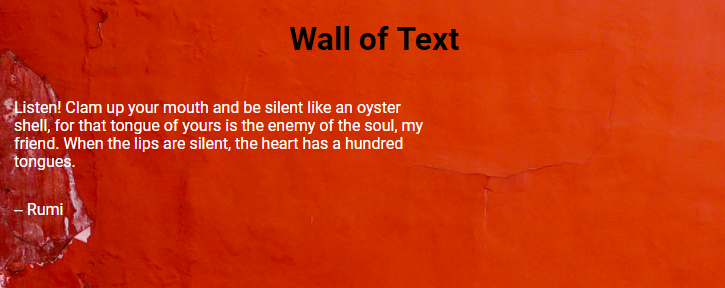 Wall of Text
Listen! Clam up your mouth and be silent like an oyster
shell, for that tongue of yours is the enemy of the soul, my
friend. When the lips are silent, the heart has a hundred
tongues.
-- Rumi